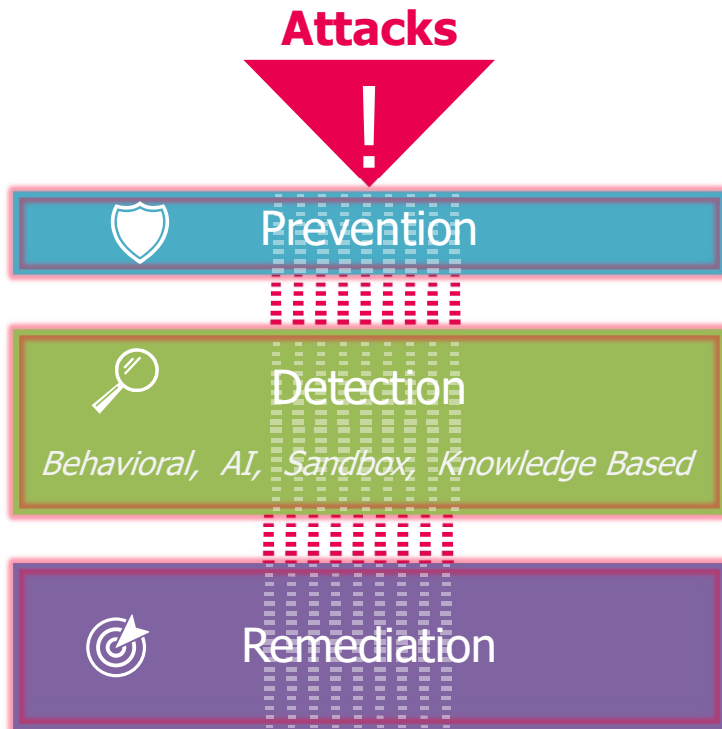 Attacks
!
Prevention
Detection
Behavioral, AI, Sandbox, Knowledge Based
Remediation